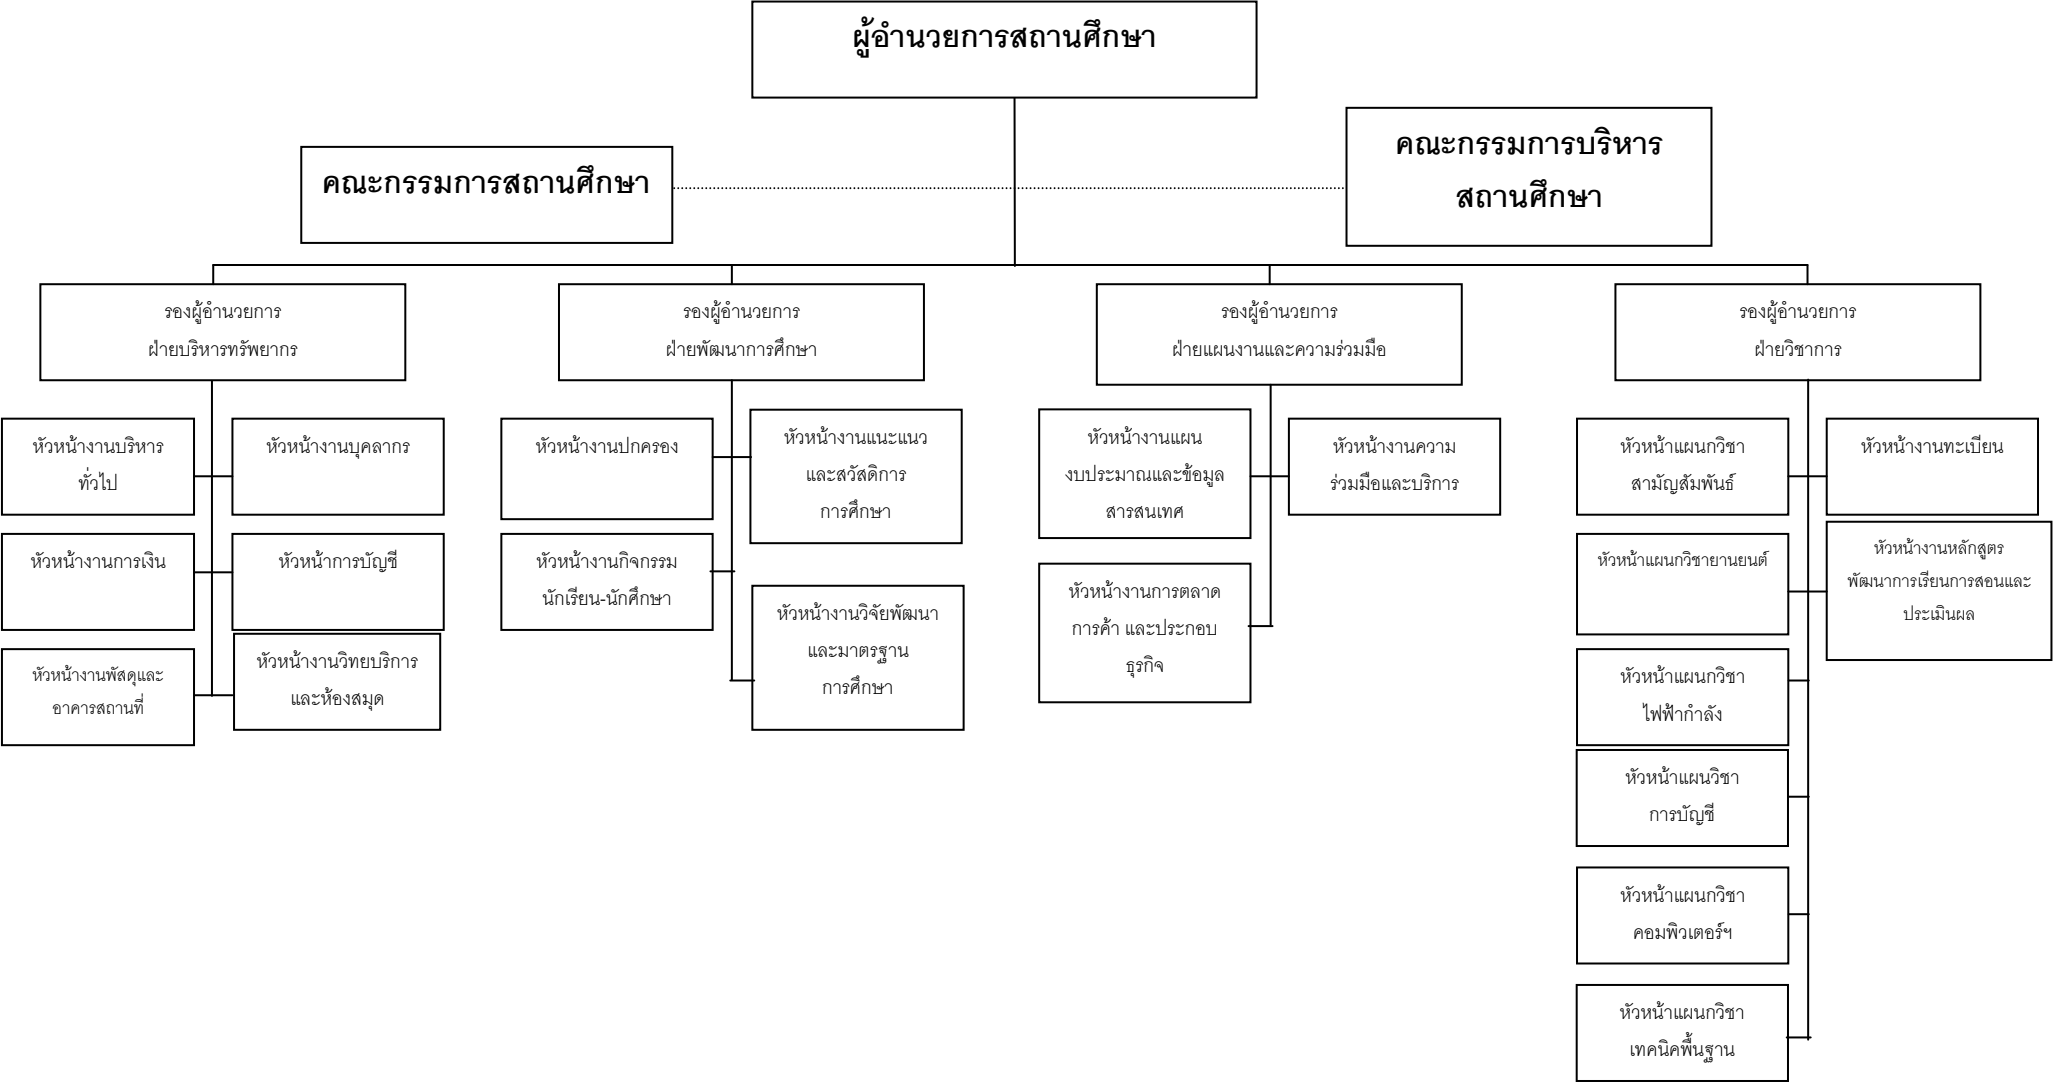 ผู้อำนวยการสถานศึกษา
คณะกรรมการสถานศึกษา
คณะกรรมการบริหาร
สถานศึกษา
รองผู้อำนวยการ
ฝ่ายบริหารทรัพยากร
รองผู้อำนวยการ
ฝ่ายพัฒนาการศึกษา
รองผู้อำนวยการ
ฝ่ายแผนงานและความร่วมมือ
รองผู้อำนวยการ
ฝ่ายวิชาการ
หัวหน้างานบริหาร
ทั่วไป
หัวหน้างานบุคลากร
หัวหน้างานการเงิน
หัวหน้าการบัญชี
หัวหน้างานพัสดุและ
อาคารสถานที่
หัวหน้างานวิทยบริการ
และห้องสมุด
หัวหน้างานปกครอง
หัวหน้างานแนะแนว
และสวัสดิการ
การศึกษา
หัวหน้างานกิจกรรม
นักเรียน-นักศึกษา
หัวหน้างานวิจัยพัฒนา
และมาตรฐาน
การศึกษา
หัวหน้างานแผน
งบประมาณและข้อมูล
สารสนเทศ
หัวหน้างานความ
ร่วมมือและบริการ
หัวหน้างานการตลาด
การค้า และประกอบ
ธุรกิจ
หัวหน้าแผนกวิชา
สามัญสัมพันธ์
หัวหน้างานทะเบียน
หัวหน้าแผนกวิชายานยนต์
หัวหน้างานหลักสูตร
พัฒนาการเรียนการสอนและ
ประเมินผล
หัวหน้าแผนกวิชา
ไฟฟ้ากำลัง
หัวหน้าแผนวิชา
การบัญชี
หัวหน้าแผนกวิชา
คอมพิวเตอร์ฯ
หัวหน้าแผนกวิชา
เทคนิคพื้นฐาน